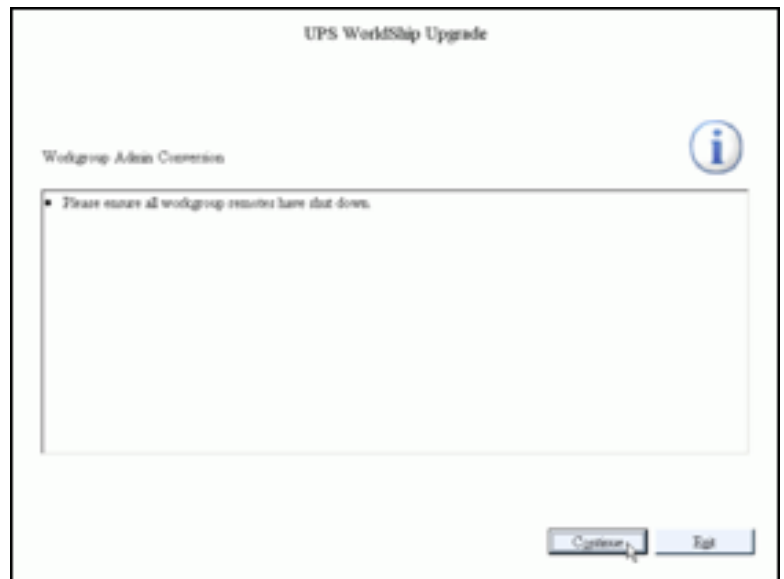 UPS WorldShip Upgrade
Workgroup Admin Conversion
Please ensure all workgroup remotes have shut down.
Continue
Exit